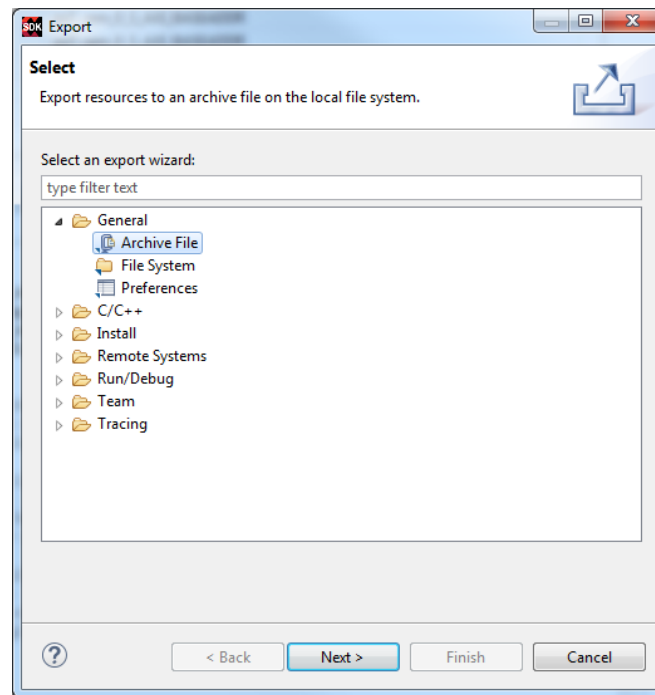 SDK Export
Select
Export resources to an archive file on the local file system.
Select an export wizard:
type filter text
General
Archive File
File System
Preferences
C/C++
Install
Remote Systems
Run/Debug
Team
Tracing
? < Back Next > Finish Cancel